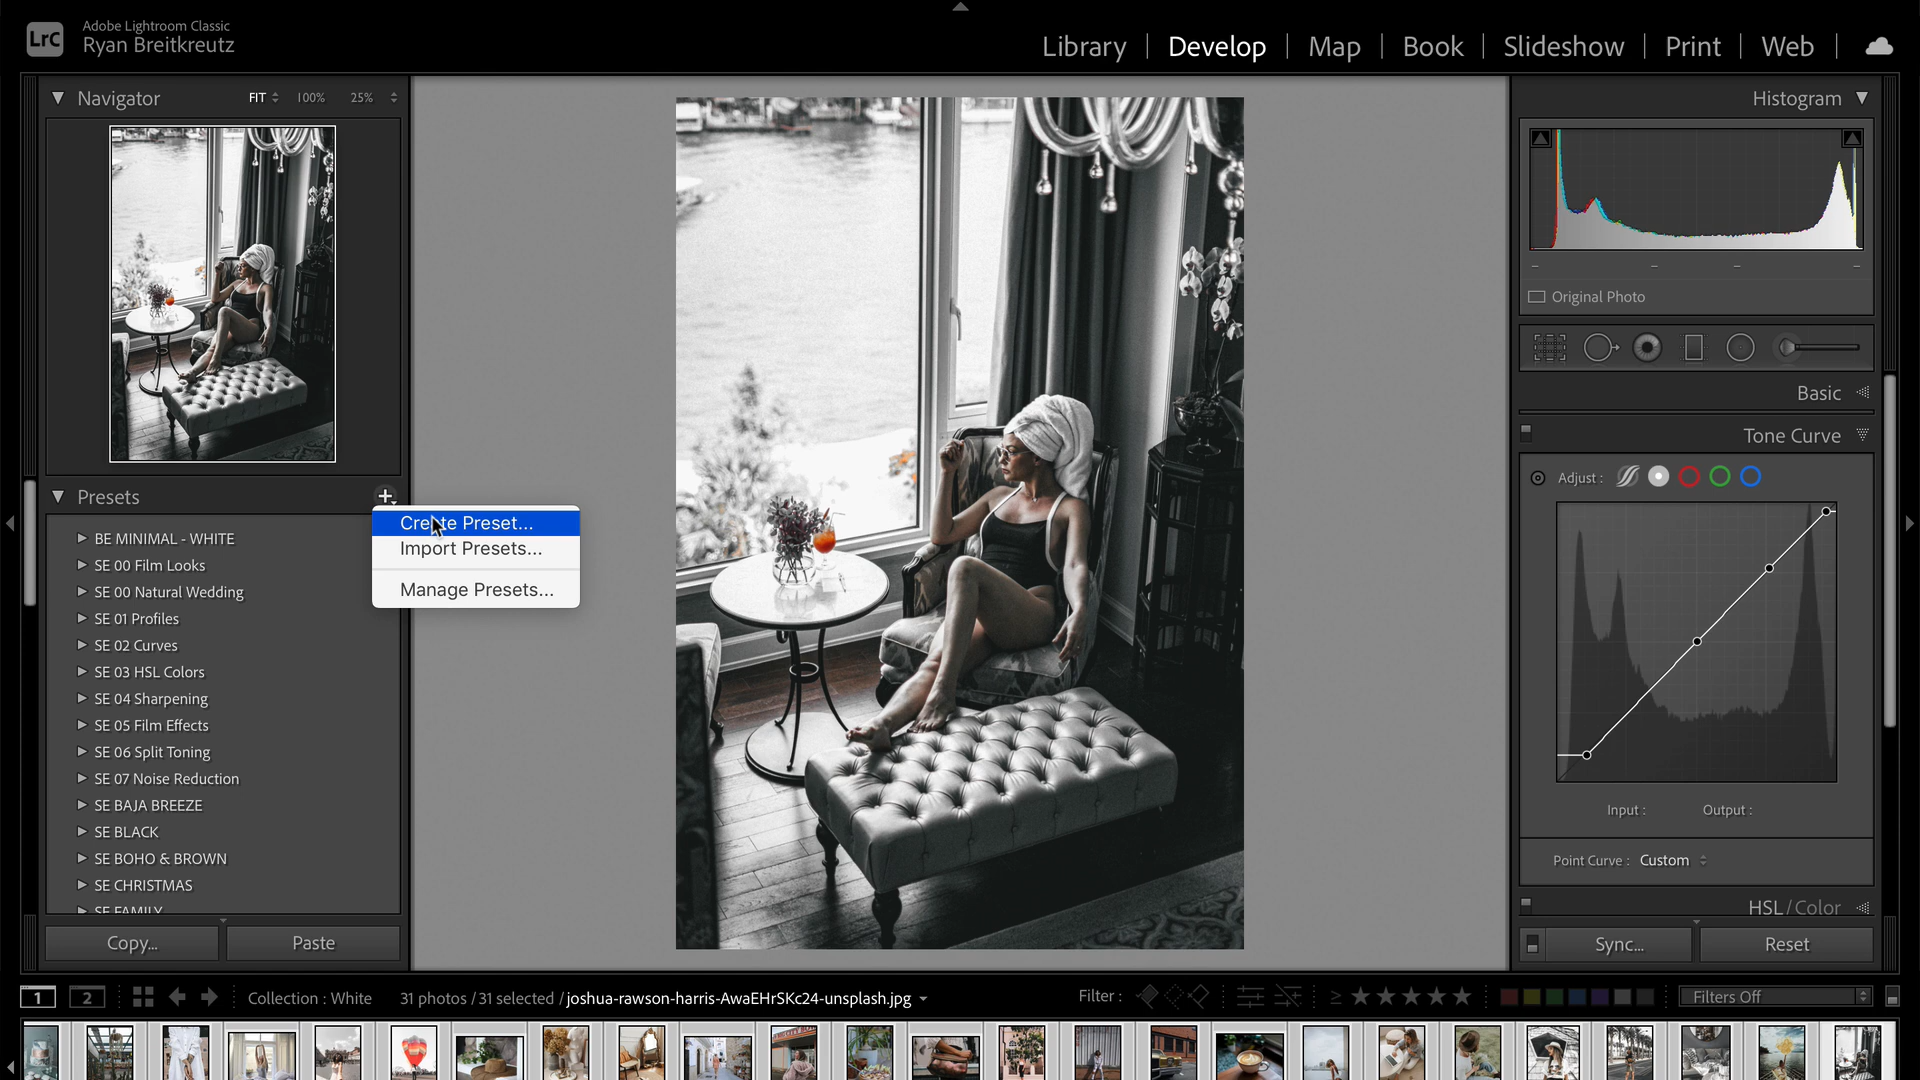 LrC
Adobe Lightroom Classic
Ryan Breitkreutz
Library
Develop
Map
Book
Slideshow
Print
Web
Navigator
FIT
100%
25%
Histogram
Original Photo
Basic
Tone Curve
Adjust :
Input :
Output :
Point Curve : Custom
HSL / Color
Sync...
Reset
Presets
Create Preset...
Import Presets...
Manage Presets...
BE MINIMAL - WHITE
SE 00 Film Looks
SE 00 Natural Wedding
SE 01 Profiles
SE 02 Curves
SE 03 HSL Colors
SE 04 Sharpening
SE 05 Film Effects
SE 06 Split Toning
SE 07 Noise Reduction
SE BAJA BREEZE
SE BLACK
SE BOHO & BROWN
SE CHRISTMAS
SE FAMILY
Copy...
Paste
1
2
Collection : White
31 photos / 31 selected / joshua-rawson-harris-AwaEHrSKc24-unsplash.jpg
Filter :
Filters Off